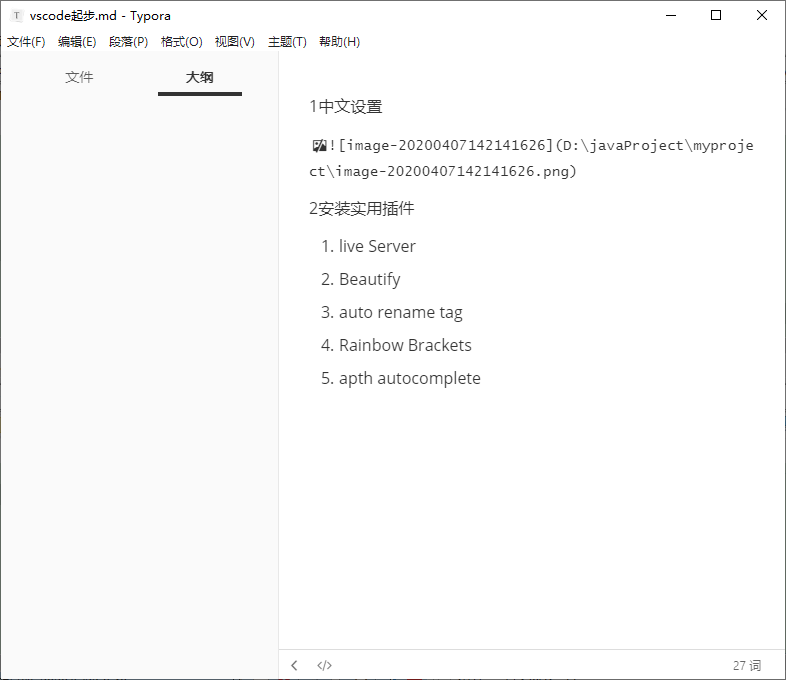 vscode起步.md - Typora
文件(F) 编辑(E) 段落(P) 格式(O) 视图(V) 主题(T) 帮助(H)
文件 大纲
1中文设置
![image-20200407142141626](D:\javaProject\myproje
ct\image-20200407142141626.png)
2安装实用插件
1. live Server
2. Beautify
3. auto rename tag
4. Rainbow Brackets
5. apth autocomplete
27 词